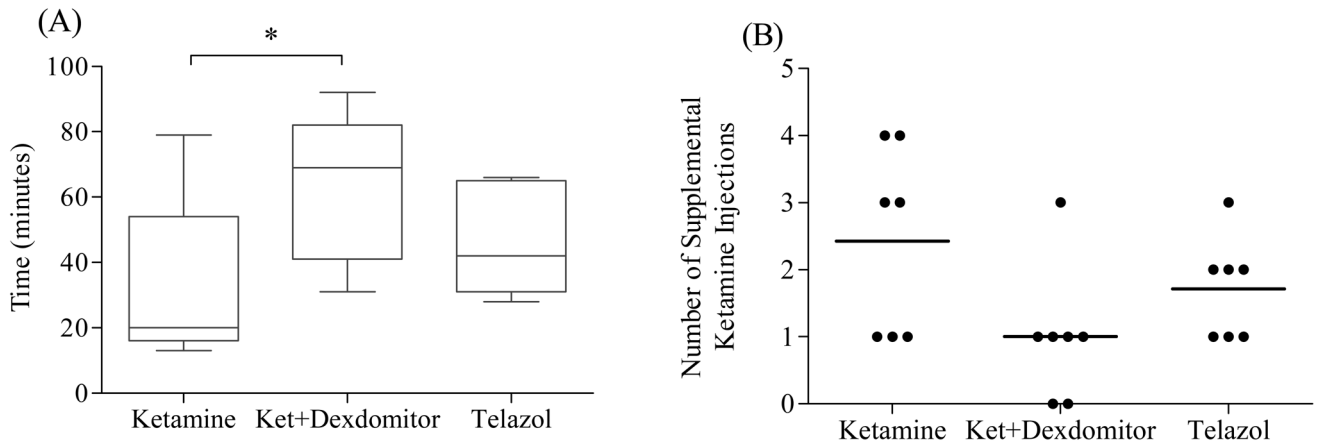 (A)
*
Time (minutes)
100
80
60
40
20
0
Ketamine Ket+Dexdomitor Telazol
(B)
Number of Supplemental
Ketamine Injections
5
4
3
2
1
0
Ketamine Ket+Dexdomitor Telazol